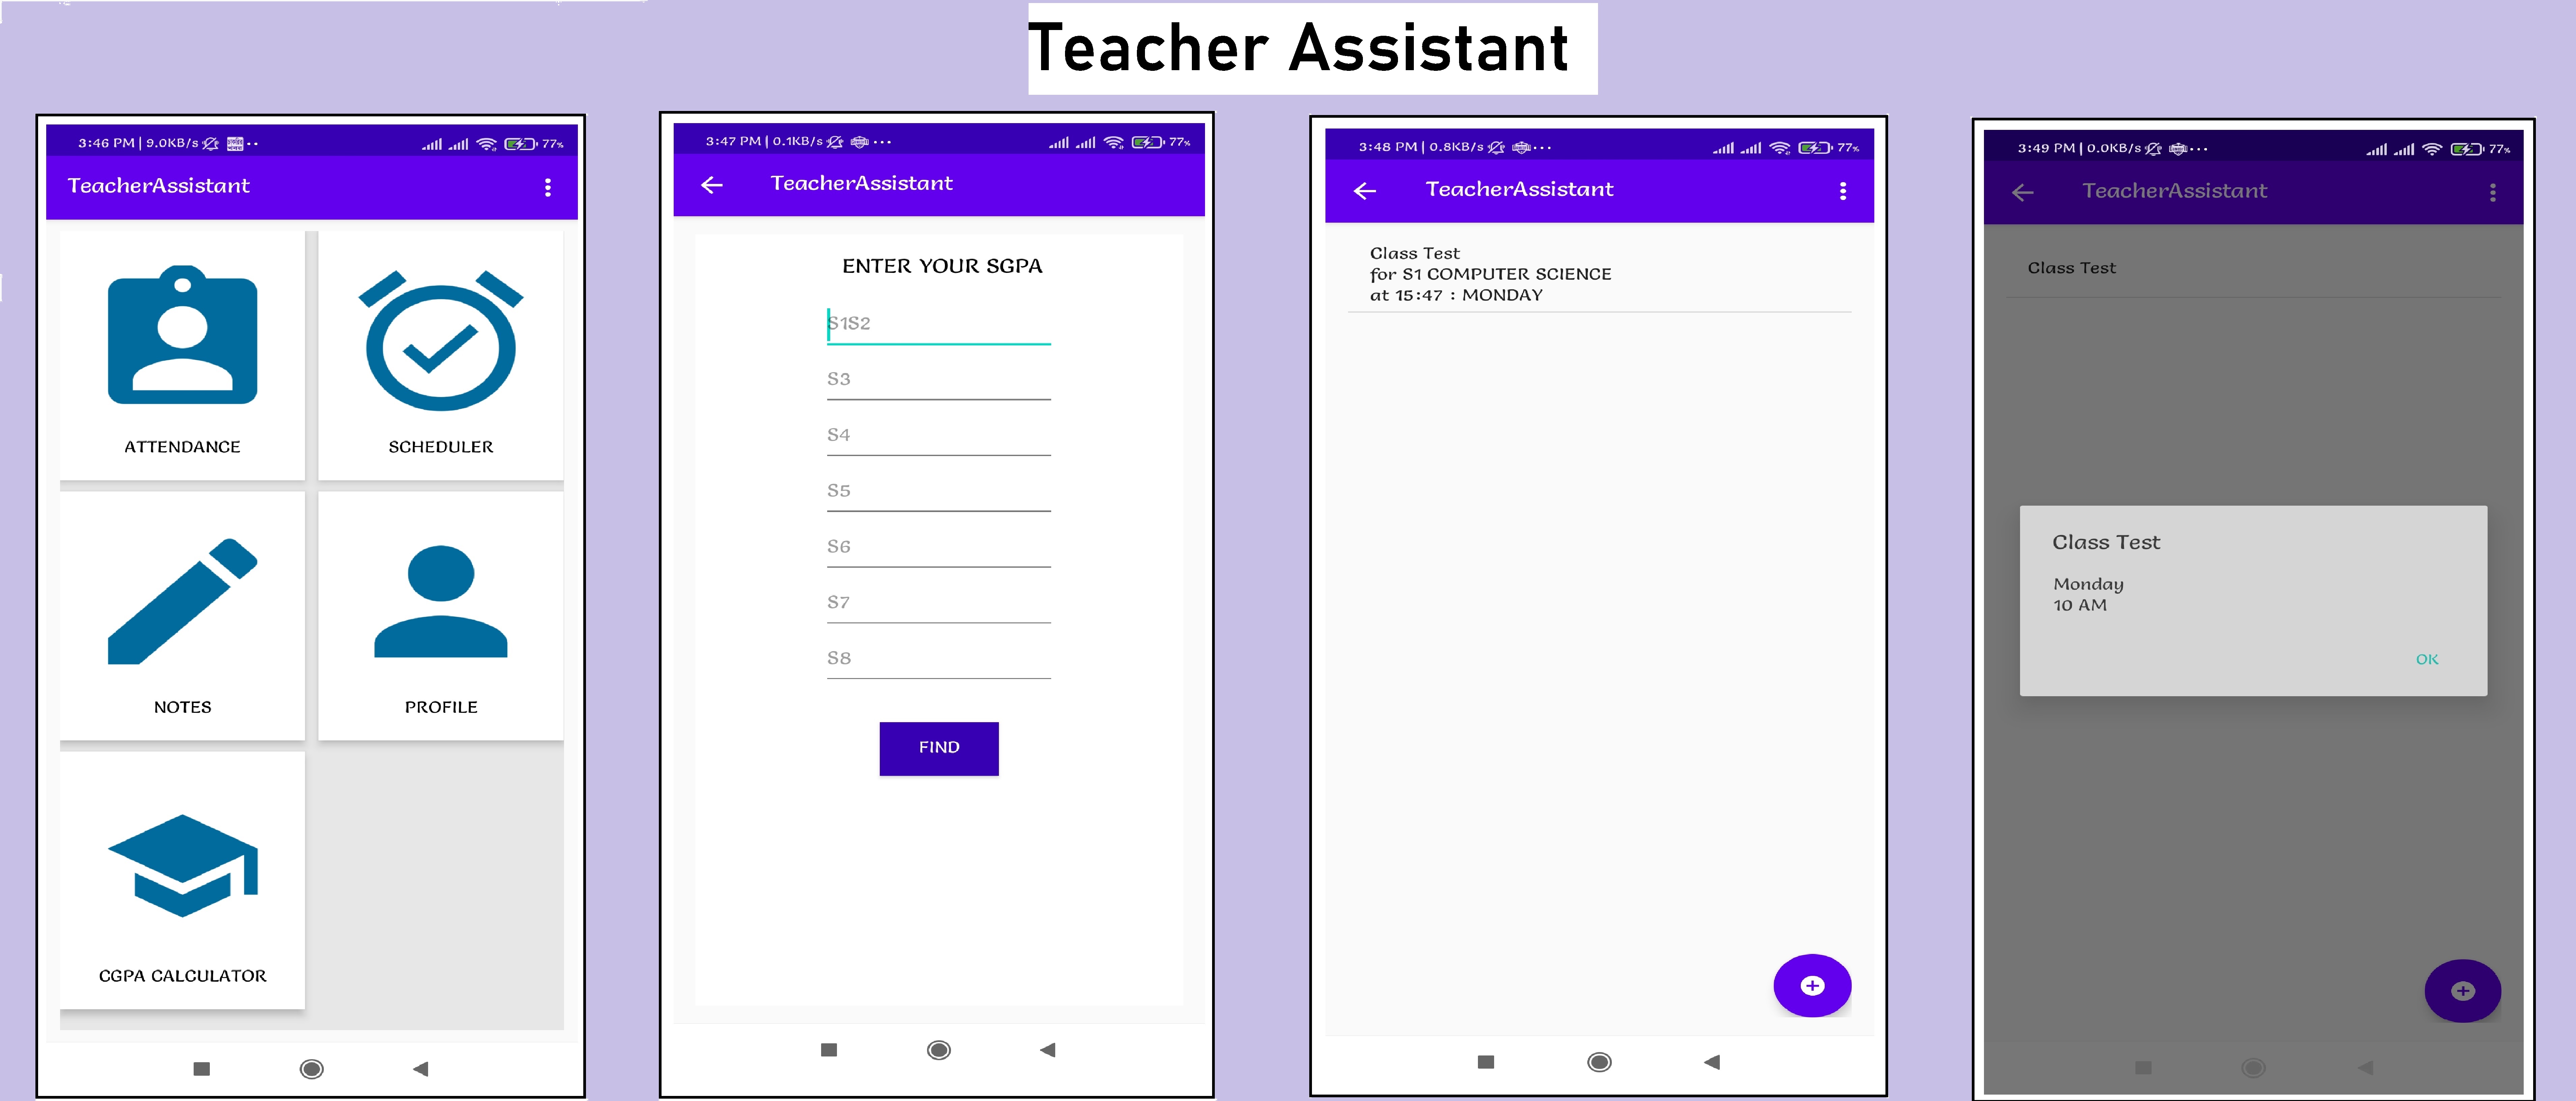 Teacher Assistant
3:46 PM | 9.0KB/s
77%
TeacherAssistant
ATTENDANCE
SCHEDULER
NOTES
PROFILE
CGPA CALCULATOR
3:47 PM | 0.1KB/s
77%
TeacherAssistant
ENTER YOUR SGPA
S1S2
S3
S4
S5
S6
S7
S8
FIND
3:48 PM | 0.8KB/s
77%
TeacherAssistant
Class Test
for S1 COMPUTER SCIENCE
at 15:47 : MONDAY
3:49 PM | 0.0KB/s
77%
TeacherAssistant
Class Test
Class Test
Monday
10 AM
OK